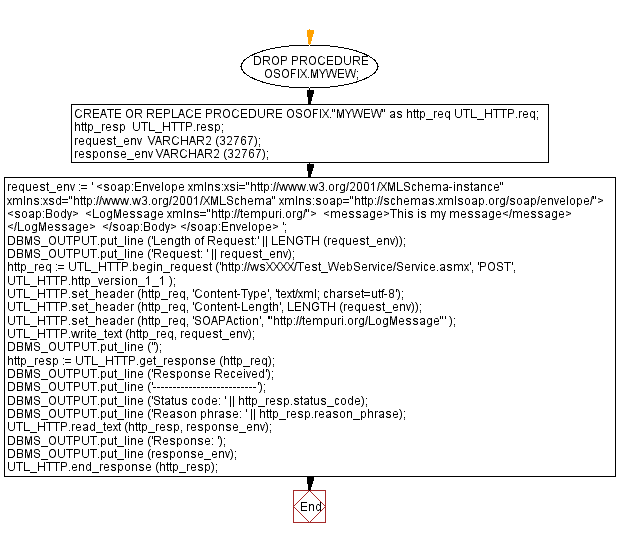 DROP PROCEDURE
OSOFIX.MYWEW;
CREATE OR REPLACE PROCEDURE OSOFIX."MYWEW" as http_req UTL_HTTP.req;
http_resp UTL_HTTP.resp;
request_env VARCHAR2 (32767);
response_env VARCHAR2 (32767);
request_env := ' <soap:Envelope xmlns:xsi="http://www.w3.org/2001/XMLSchema-instance"
xmlns:xsd="http://www.w3.org/2001/XMLSchema" xmlns:soap="http://schemas.xmlsoap.org/soap/envelope/">
<soap:Body> <LogMessage xmlns="http://tempuri.org/"> <message>This is my message</message>
</LogMessage> </soap:Body> </soap:Envelope> ';
DBMS_OUTPUT.put_line ('Length of Request:' || LENGTH (request_env));
DBMS_OUTPUT.put_line ('Request: ' || request_env);
http_req := UTL_HTTP.begin_request ('http://wsXXXX/Test_WebService/Service.asmx', 'POST',
UTL_HTTP.http_version_1_1 );
UTL_HTTP.set_header (http_req, 'Content-Type', 'text/xml; charset=utf-8');
UTL_HTTP.set_header (http_req, 'Content-Length', LENGTH (request_env));
UTL_HTTP.set_header (http_req, 'SOAPAction', '"http://tempuri.org/LogMessage"' );
UTL_HTTP.write_text (http_req, request_env);
DBMS_OUTPUT.put_line ('');
http_resp := UTL_HTTP.get_response (http_req);
DBMS_OUTPUT.put_line ('Response Received');
DBMS_OUTPUT.put_line ('--------------------------');
DBMS_OUTPUT.put_line ('Status code: ' || http_resp.status_code);
DBMS_OUTPUT.put_line ('Reason phrase: ' || http_resp.reason_phrase);
UTL_HTTP.read_text (http_resp, response_env);
DBMS_OUTPUT.put_line ('Response: ');
DBMS_OUTPUT.put_line (response_env);
UTL_HTTP.end_response (http_resp);
End